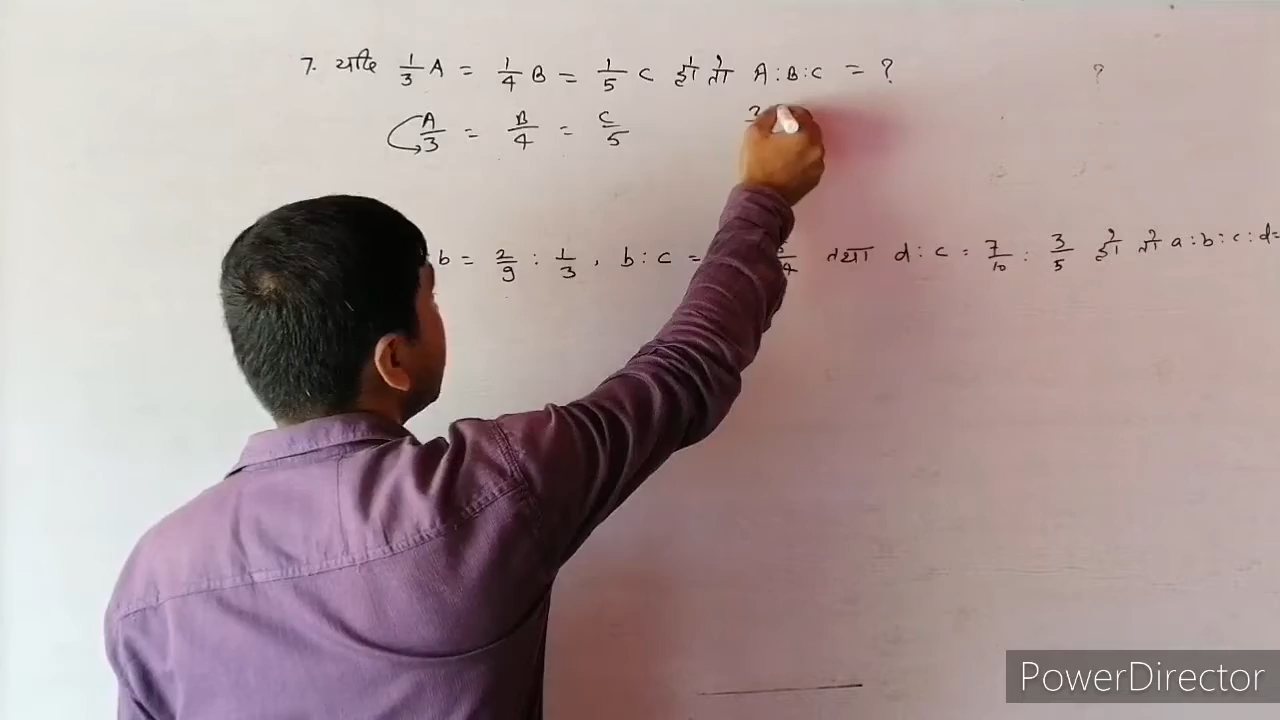 7. यदि 1/3 A = 1/4 B = 1/5 C हो तो A : B : C = ?
?
A/3 = B/4 = C/5
b = 2/9 : 1/3 , b : c = तथा d : c = 7/10 : 3/5 हो तो a : b : c : d =
PowerDirector